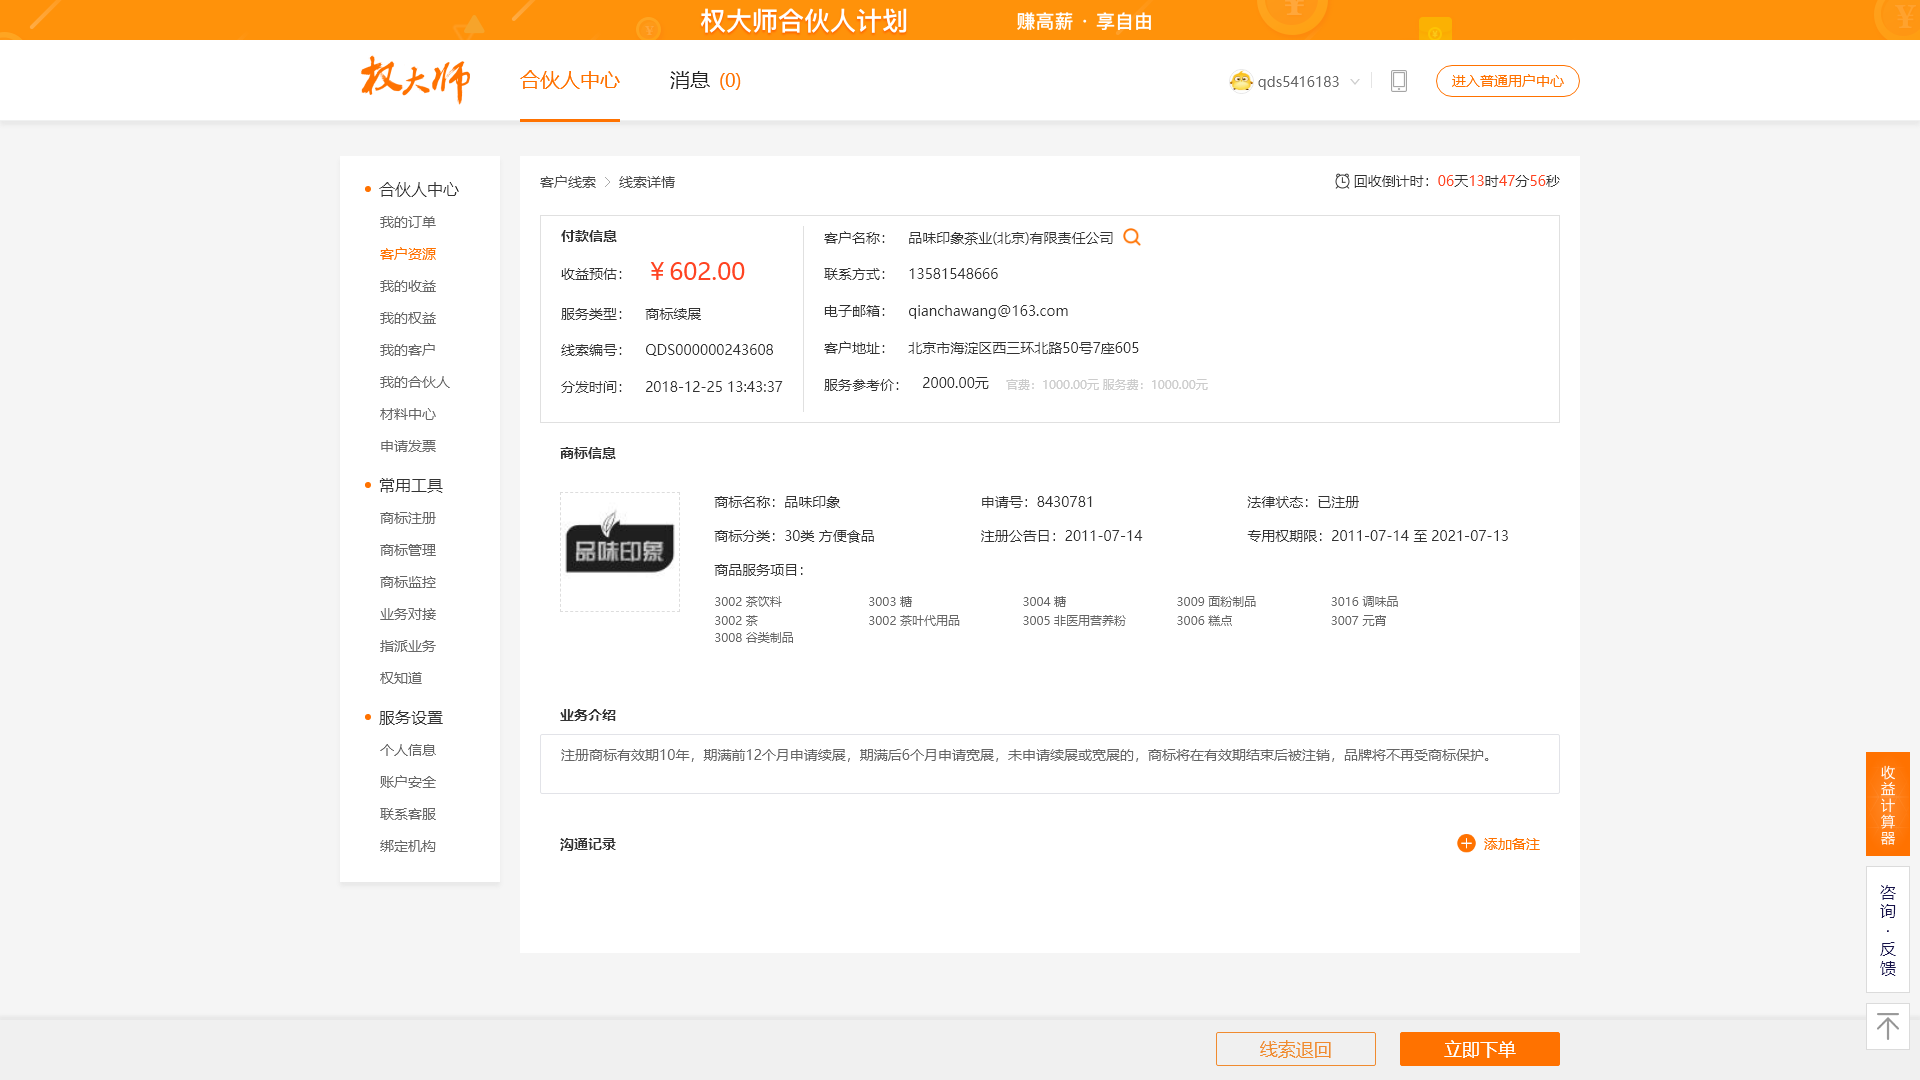 权大师合伙人计划 赚高薪 · 享自由
权大师 合伙人中心 消息 (0) qds5416183 进入普通用户中心
合伙人中心
我的订单
客户资源
我的收益
我的权益
我的客户
我的合伙人
材料中心
申请发票
常用工具
商标注册
商标管理
商标监控
业务对接
指派业务
权知道
服务设置
个人信息
账户安全
联系客服
绑定机构
客户线索 > 线索详情 回收倒计时：06天13时47分56秒
付款信息
收益预估： ¥ 602.00
服务类型： 商标续展
线索编号： QDS000000243608
分发时间： 2018-12-25 13:43:37
客户名称： 品味印象茶业(北京)有限责任公司
联系方式： 13581548666
电子邮箱： qianchawang@163.com
客户地址： 北京市海淀区西三环北路50号7座605
服务参考价： 2000.00元 官费：1000.00元 服务费：1000.00元
商标信息
品味印象
商标名称：品味印象 申请号：8430781 法律状态：已注册
商标分类：30类 方便食品 注册公告日：2011-07-14 专用权期限：2011-07-14 至 2021-07-13
商品服务项目：
3002 茶饮料 3003 糖 3004 糖 3009 面粉制品 3016 调味品
3002 茶 3002 茶叶代用品 3005 非医用营养粉 3006 糕点 3007 元宵
3008 谷类制品
业务介绍
注册商标有效期10年，期满前12个月申请续展，期满后6个月申请宽展，未申请续展或宽展的，商标将在有效期结束后被注销，品牌将不再受商标保护。
沟通记录 添加备注
收益计算器
咨询·反馈
线索退回 立即下单